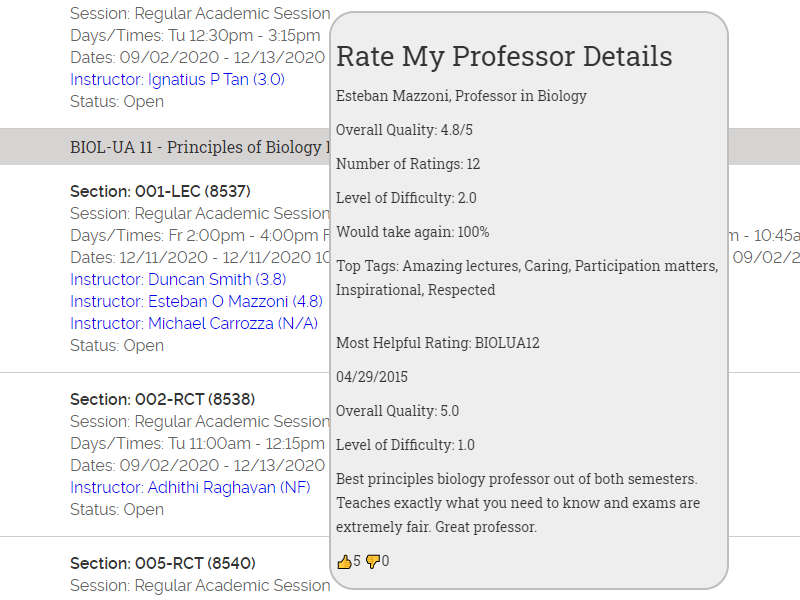 Session: Regular Academic Session
Days/Times: Tu 12:30pm - 3:15pm
Dates: 09/02/2020 - 12/13/2020
Instructor: Ignatius P Tan (3.0)
Status: Open
BIOL-UA 11 - Principles of Biology
Section: 001-LEC (8537)
Session: Regular Academic Session
Days/Times: Fr 2:00pm - 4:00pm F
m - 10:45a
Dates: 12/11/2020 - 12/11/2020 10
09/02/2
Instructor: Duncan Smith (3.8)
Instructor: Esteban O Mazzoni (4.8)
Instructor: Michael Carrozza (N/A)
Status: Open
Section: 002-RCT (8538)
Session: Regular Academic Session
Days/Times: Tu 11:00am - 12:15pm
Dates: 09/02/2020 - 12/13/2020
Instructor: Adhithi Raghavan (NF)
Status: Open
Section: 005-RCT (8540)
Session: Regular Academic Session
Rate My Professor Details
Esteban Mazzoni, Professor in Biology
Overall Quality: 4.8/5
Number of Ratings: 12
Level of Difficulty: 2.0
Would take again: 100%
Top Tags: Amazing lectures, Caring, Participation matters,
Inspirational, Respected
Most Helpful Rating: BIOLUA12
04/29/2015
Overall Quality: 5.0
Level of Difficulty: 1.0
Best principles biology professor out of both semesters.
Teaches exactly what you need to know and exams are
extremely fair. Great professor.
👍5 👎0